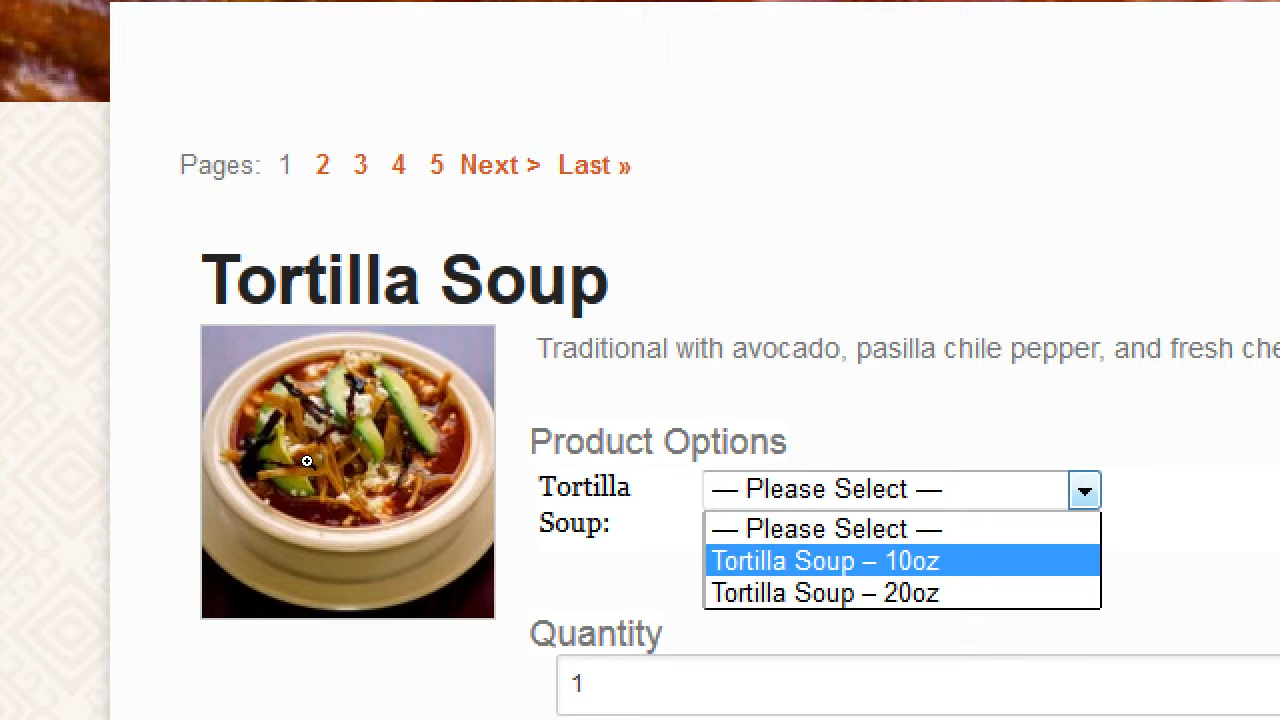 Pages: 1 2 3 4 5 Next > Last »
Tortilla Soup
Traditional with avocado, pasilla chile pepper, and fresh
Product Options
Tortilla
Soup:
— Please Select —
— Please Select —
Tortilla Soup – 10oz
Tortilla Soup – 20oz
Quantity
1